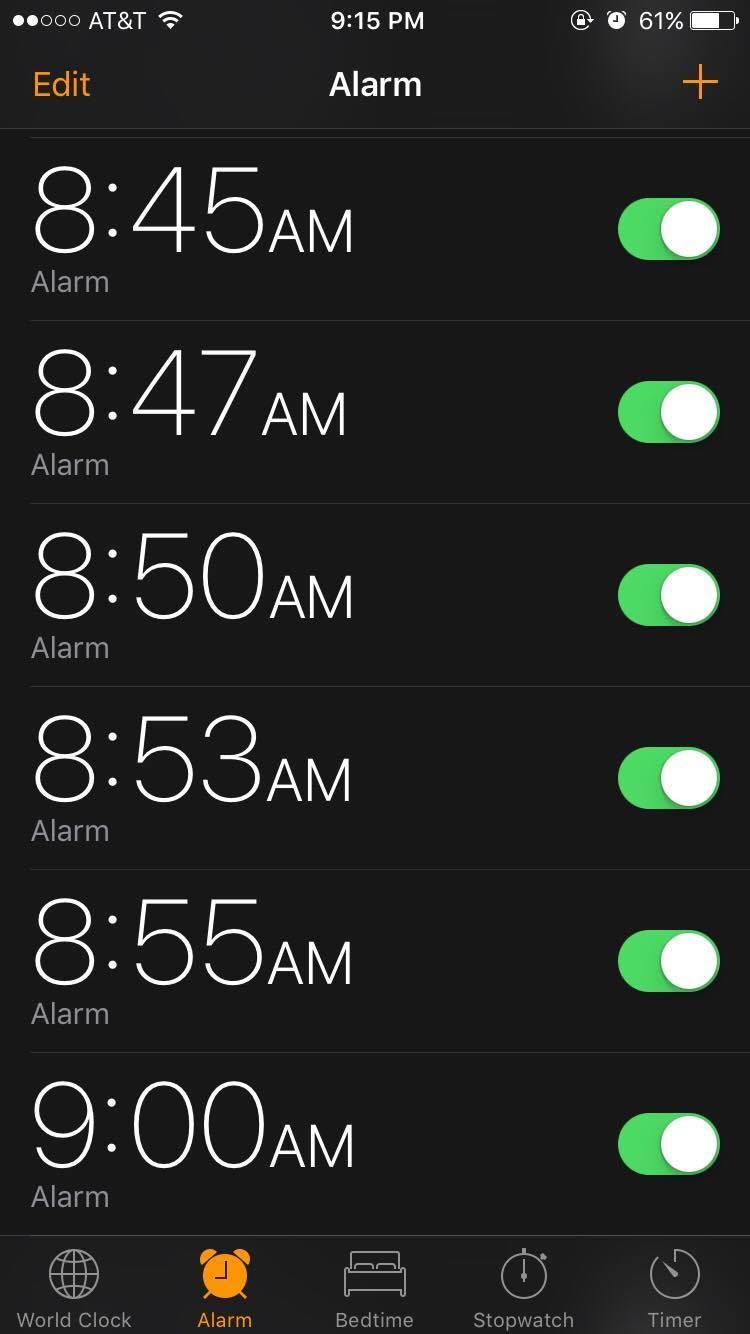 AT&T 9:15 PM 61%
Edit Alarm +
8:45AM
Alarm
8:47AM
Alarm
8:50AM
Alarm
8:53AM
Alarm
8:55AM
Alarm
9:00AM
Alarm
World Clock Alarm Bedtime Stopwatch Timer